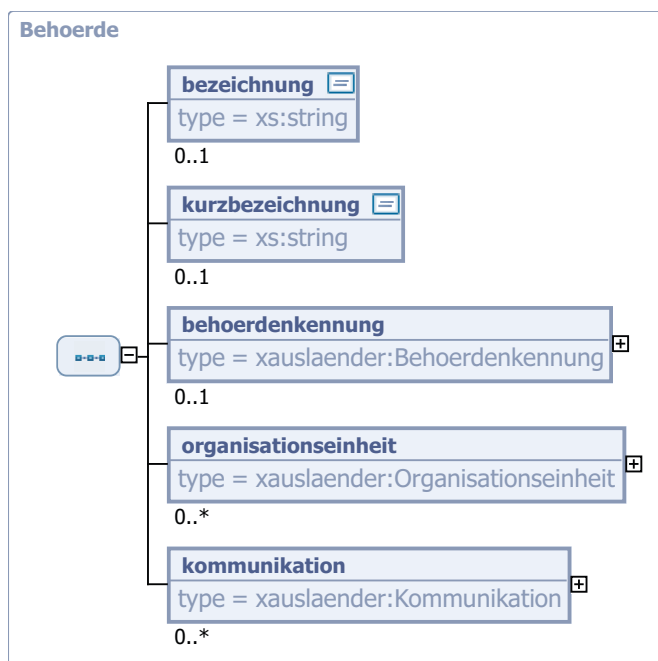 Behoerde
bezeichnung
type = xs:string
0..1
kurzbezeichnung
type = xs:string
0..1
behoerdenkennung
type = xauslaender:Behoerdenkennung
0..1
organisationseinheit
type = xauslaender:Organisationseinheit
0..*
kommunikation
type = xauslaender:Kommunikation
0..*